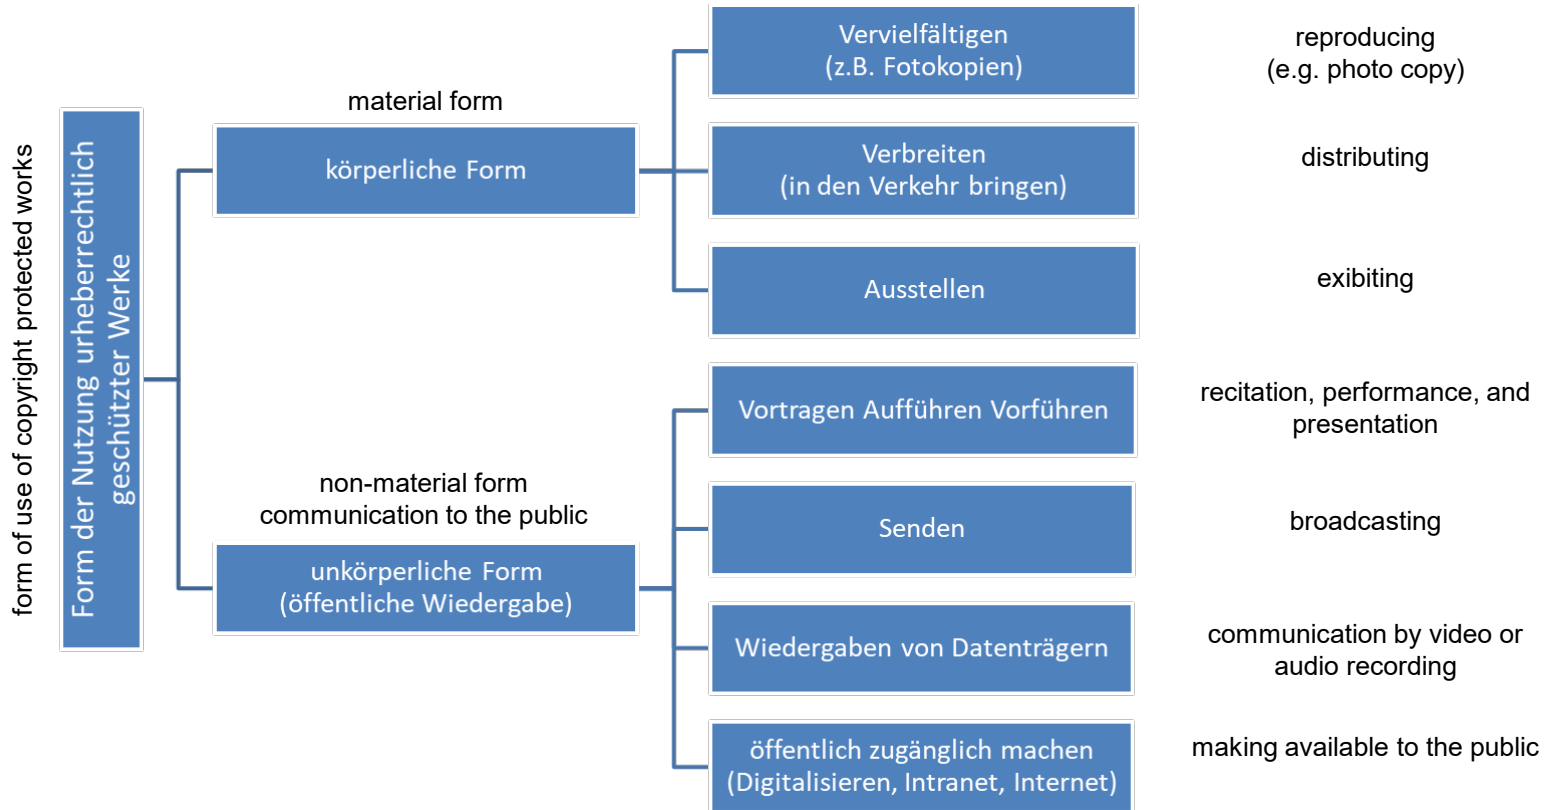 form of use of copyright protected works
Form der Nutzung urheberrechtlich
geschützter Werke
material form
körperliche Form
non-material form
communication to the public
unkörperliche Form
(öffentliche Wiedergabe)
Vervielfältigen
(z.B. Fotokopien)
reproducing
(e.g. photo copy)
Verbreiten
(in den Verkehr bringen)
distributing
Ausstellen
exibiting
Vortragen Aufführen Vorführen
recitation, performance, and
presentation
Senden
broadcasting
Wiedergaben von Datenträgern
communication by video or
audio recording
öffentlich zugänglich machen
(Digitalisieren, Intranet, Internet)
making available to the public